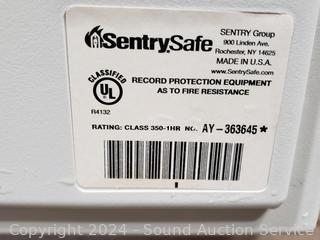 SentrySafe
SENTRY Group
900 Linden Ave.
Rochester, NY 14625
MADE IN U.S.A.
www.SentrySafe.com
CLASSIFIED
UL
R4132
RECORD PROTECTION EQUIPMENT
AS TO FIRE RESISTANCE
RATING: CLASS 350-1HR NO. AY-363645*
Copyright 2024 - Sound Auction Service